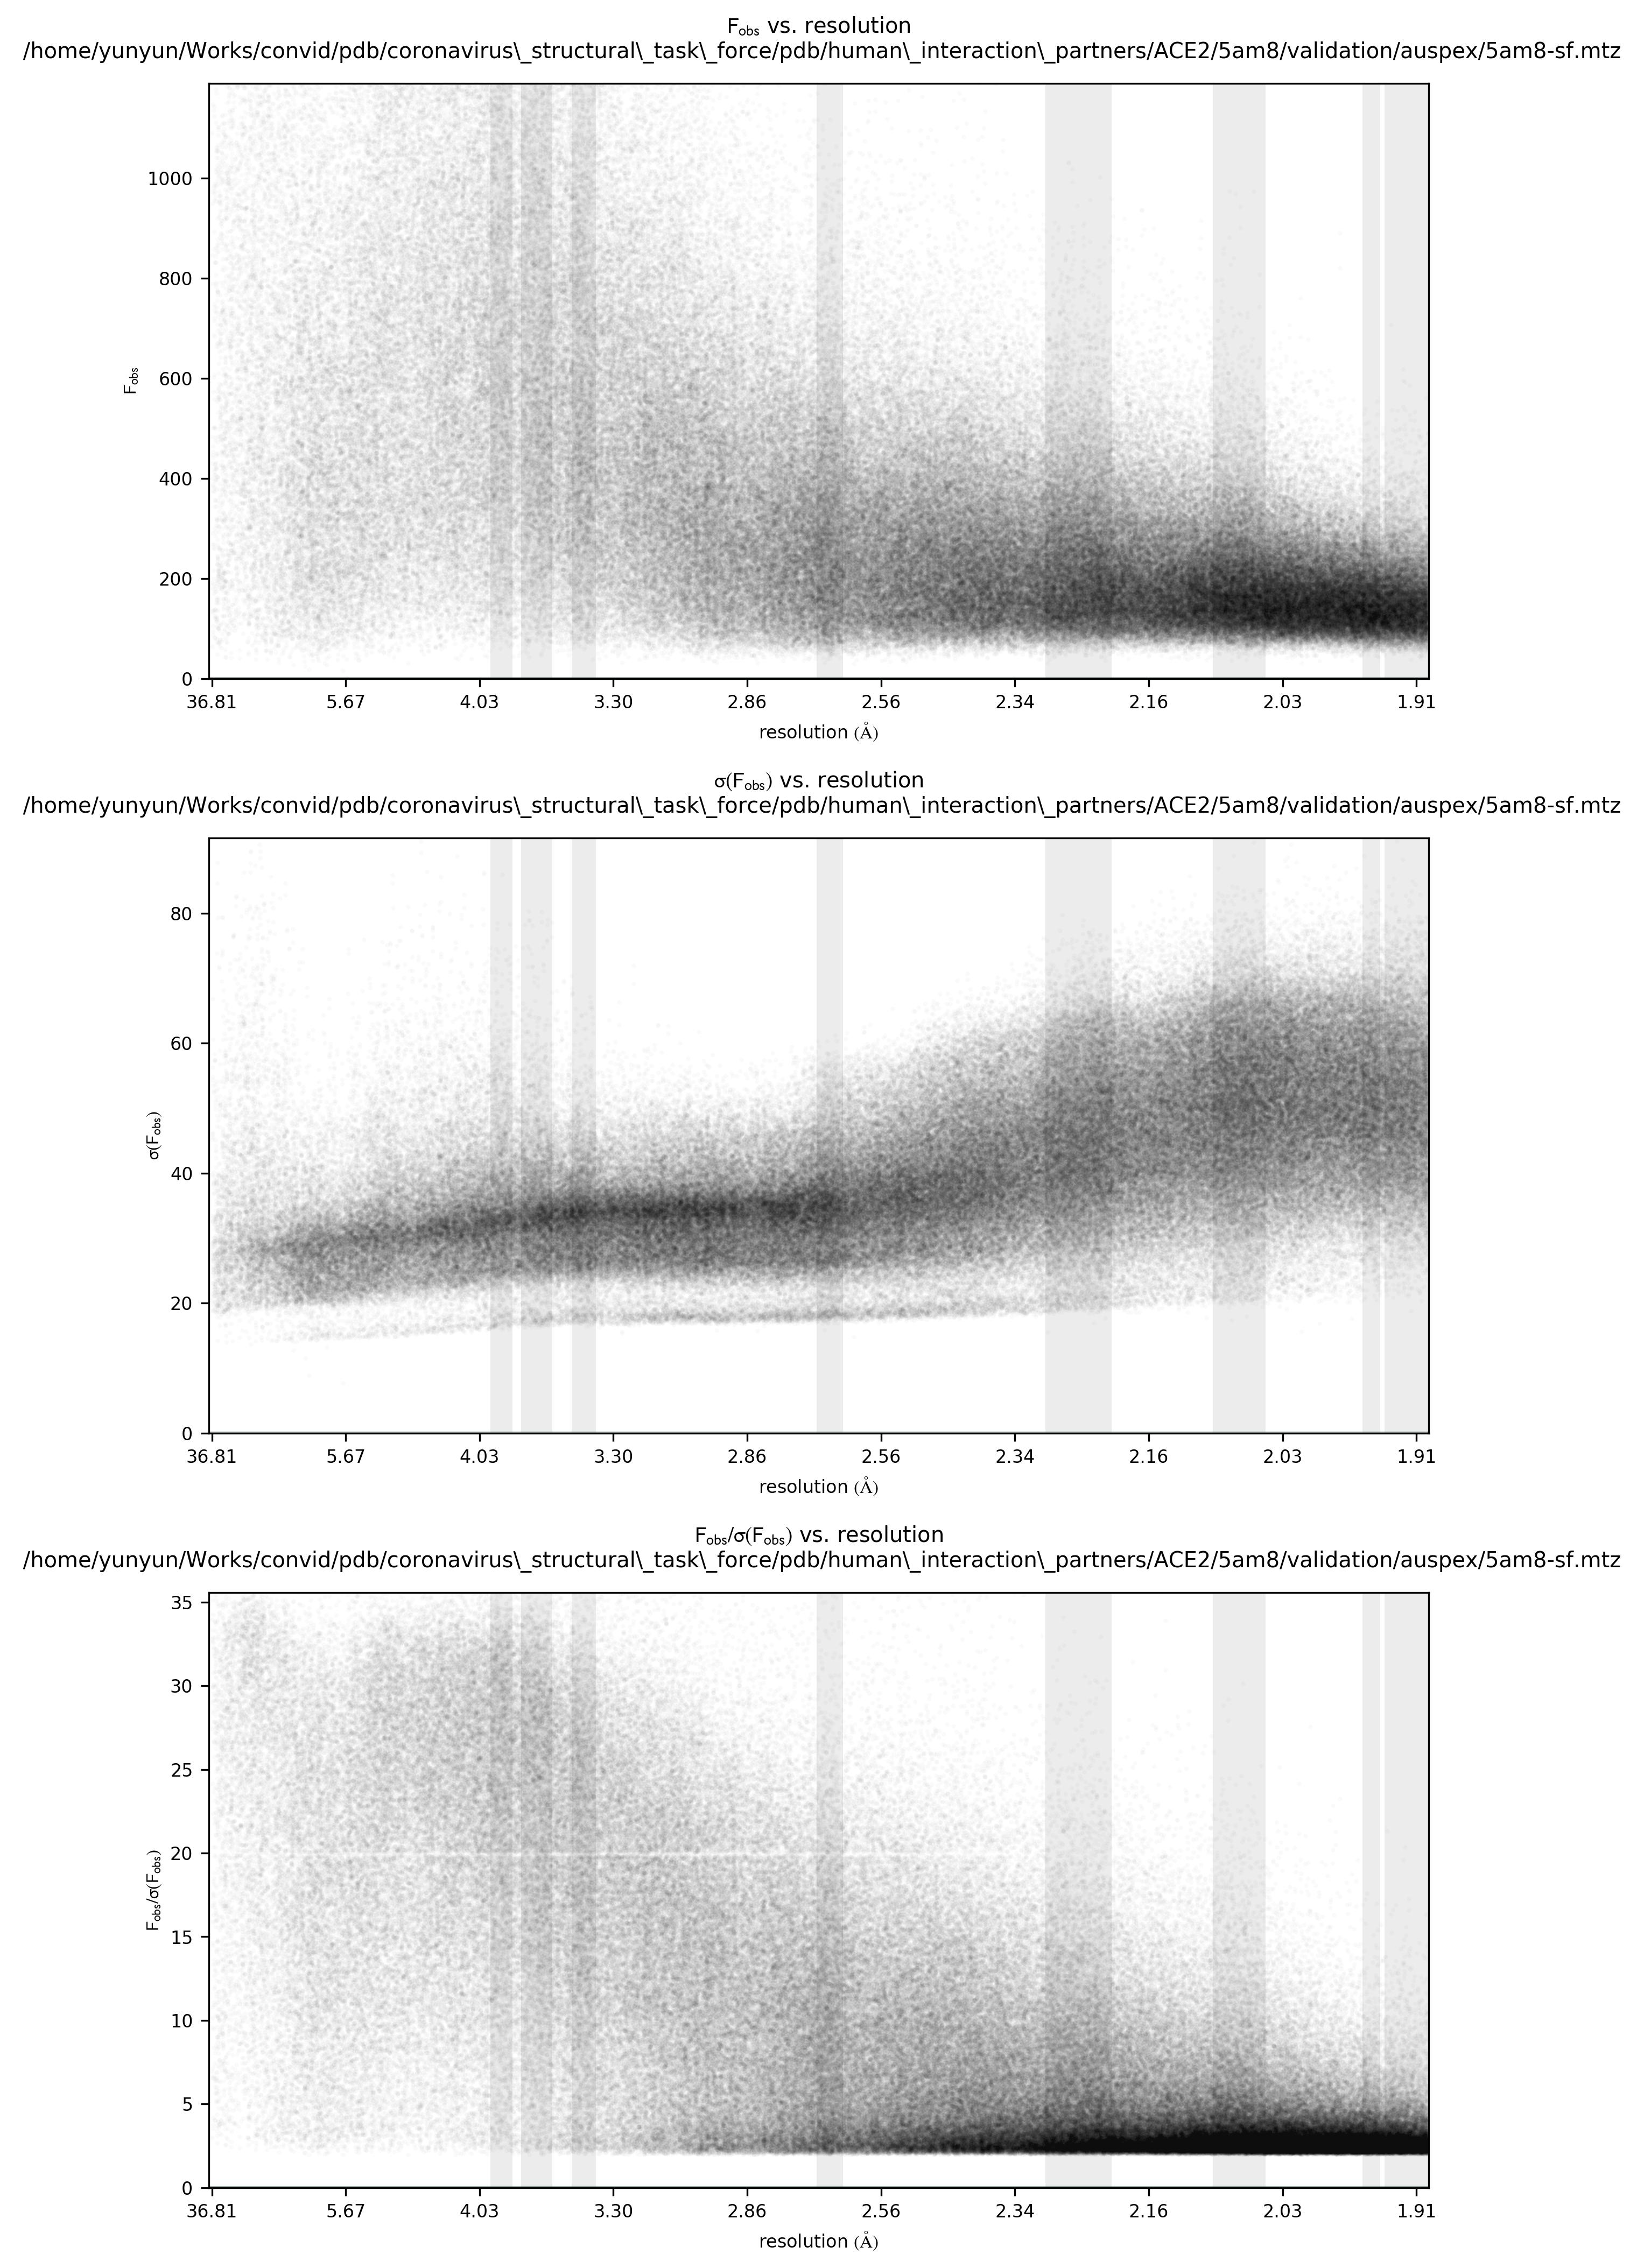 Fobs vs. resolution
/home/yunyun/Works/convid/pdb/coronavirus\_structural\_task\_force/pdb/human\_interaction\_partners/ACE2/5am8/validation/auspex/5am8-sf.mtz
1000
800
600
400
200
0
Fobs
36.81 5.67 4.03 3.30 2.86 2.56 2.34 2.16 2.03 1.91
resolution (Å)
σ(Fobs) vs. resolution
/home/yunyun/Works/convid/pdb/coronavirus\_structural\_task\_force/pdb/human\_interaction\_partners/ACE2/5am8/validation/auspex/5am8-sf.mtz
80
60
40
20
0
σ(Fobs)
36.81 5.67 4.03 3.30 2.86 2.56 2.34 2.16 2.03 1.91
resolution (Å)
Fobs/σ(Fobs) vs. resolution
/home/yunyun/Works/convid/pdb/coronavirus\_structural\_task\_force/pdb/human\_interaction\_partners/ACE2/5am8/validation/auspex/5am8-sf.mtz
35
30
25
20
15
10
5
0
Fobs/σ(Fobs)
36.81 5.67 4.03 3.30 2.86 2.56 2.34 2.16 2.03 1.91
resolution (Å)